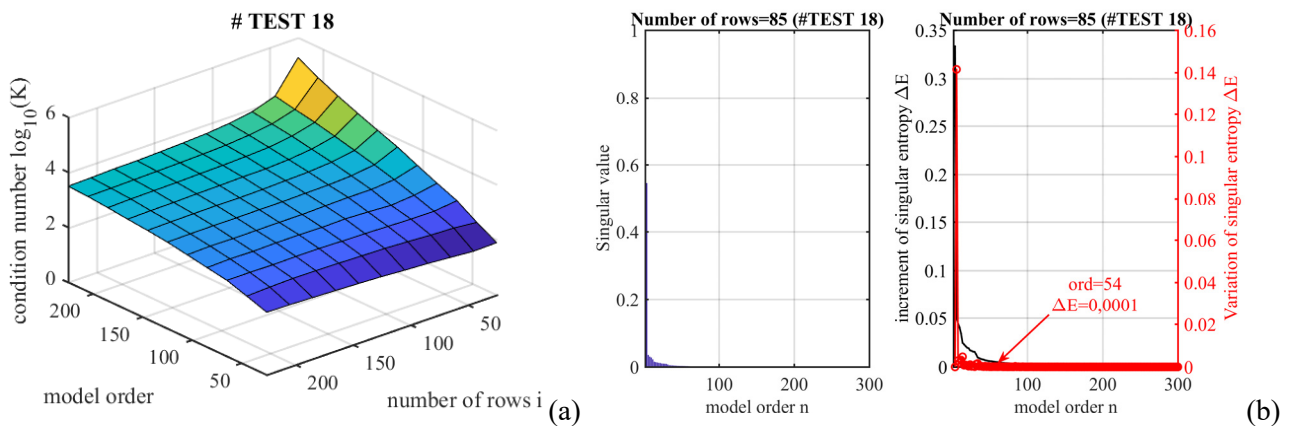 # TEST 18
condition number log10(K)
6
4
2
0
200
150
100
50
model order
200
150
100
50
number of rows i
(a)
Number of rows=85 (#TEST 18)
Singular value
1
0.8
0.6
0.4
0.2
0
100
200
300
model order n
Number of rows=85 (#TEST 18)
increment of singular entropy ΔE
0.35
0.3
0.25
0.2
0.15
0.1
0.05
0
ord=54
ΔE=0,0001
100
200
300
model order n
0.16
0.14
0.12
0.1
0.08
0.06
0.04
0.02
0
Variation of singular entropy ΔE
(b)